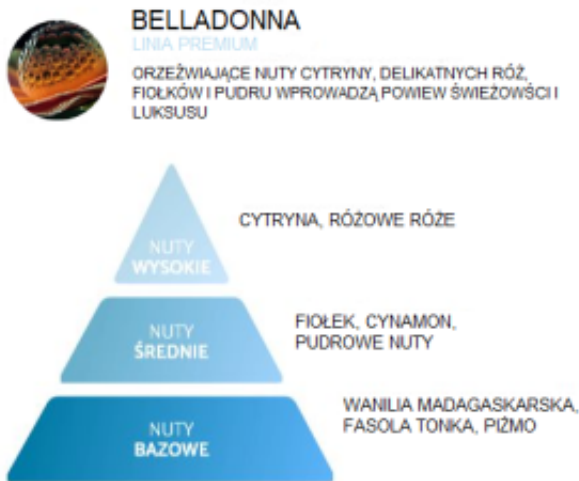 BELLADONNA
LINIA PREMIUM
ORZEŹWIAJĄCE NUTY CYTRYNY, DELIKATNYCH RÓŻ,
FIOŁKÓW I PUDRU WPROWADZĄ POWIEW ŚWIEŻOWŚCI I
LUKSUSU
CYTRYNA, RÓŻOWE RÓŻE
NUTY
WYSOKIE
FIOŁEK, CYNAMON,
PUDROWE NUTY
NUTY
ŚREDNIE
WANILIA MADAGASKARSKA,
FASOLA TONKA, PIŻMO
NUTY
BAZOWE